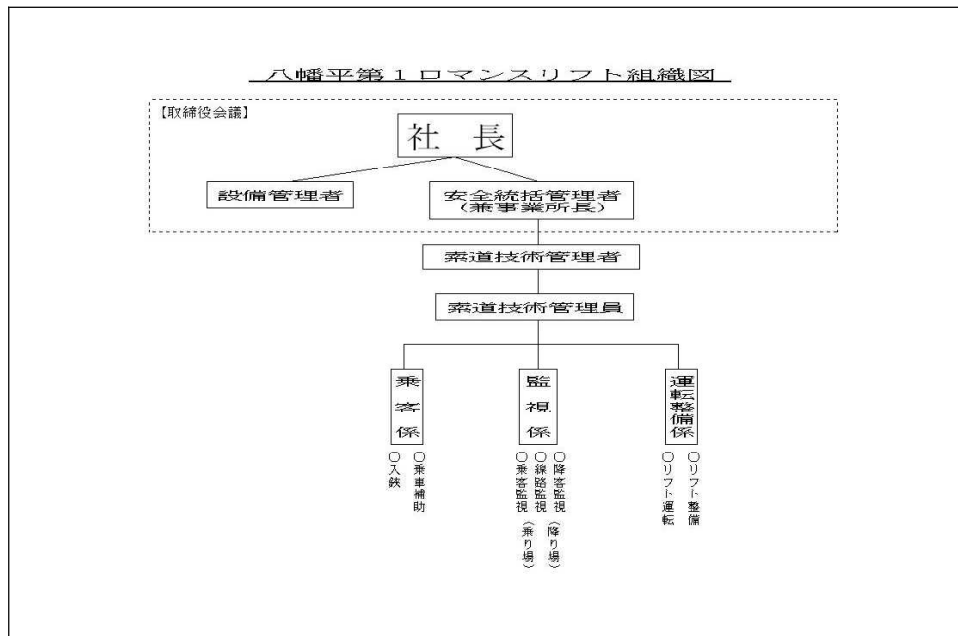 八幡平第１ロマンスリフト組織図
【取締役会議】
社　長
設備管理者
安全統括管理者
（兼事業所長）
索道技術管理者
索道技術管理員
乗客係
監視係
運転整備係
○乗車補助
○入鋏
○降客監視（降り場）
○線路監視
○乗客監視（乗り場）
○リフト整備
○リフト運転